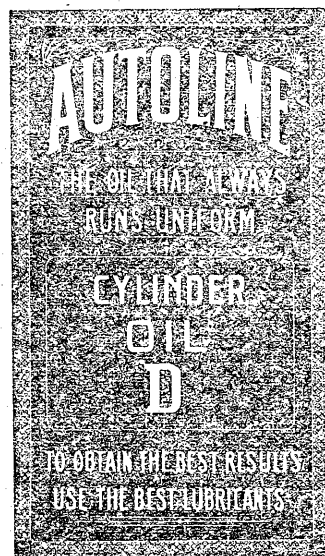 AUTOLINE
THE OIL THAT ALWAYS
RUNS UNIFORM
CYLINDER
OIL
D
TO OBTAIN THE BEST RESULTS
USE THE BEST LUBRICANTS